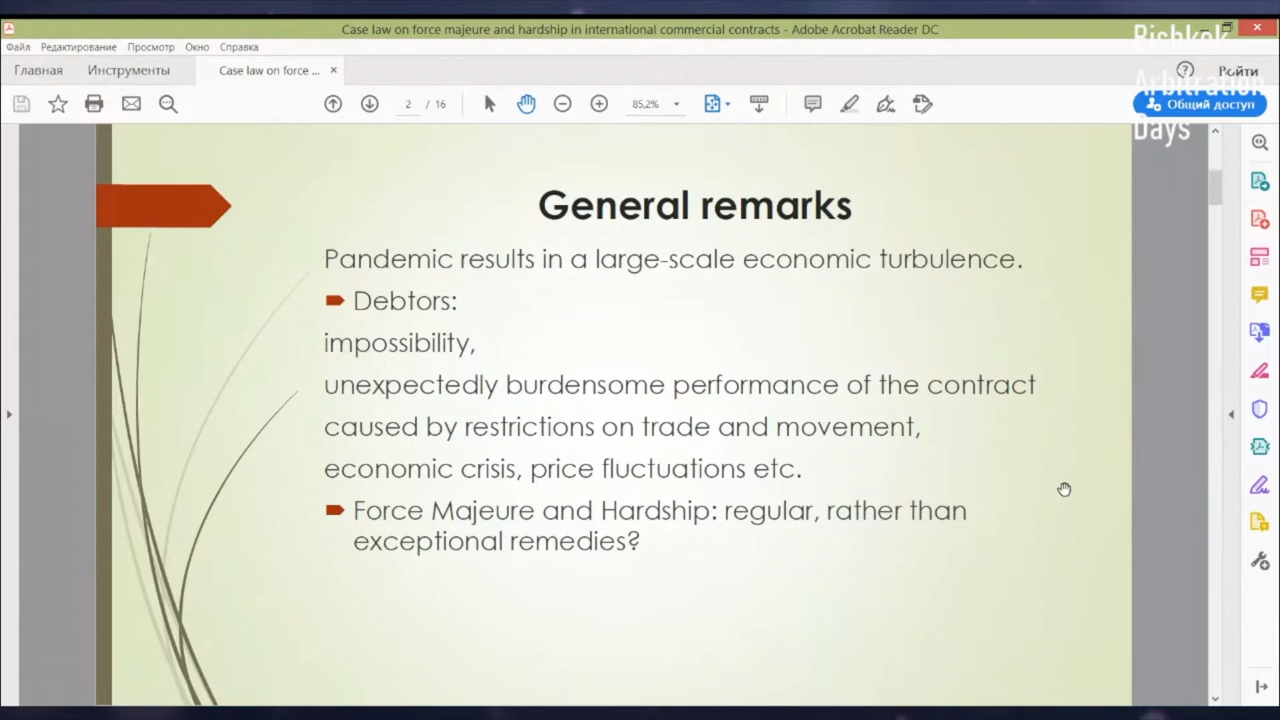 Case law on force majeure and hardship in international commercial contracts - Adobe Acrobat Reader DC
Файл Редактирование Просмотр Окно Справка
Главная Инструменты Case law on force ... Войти
2 / 16 85,2% Общий доступ
Bishkek
Arbitration
Days
General remarks
Pandemic results in a large-scale economic turbulence.
Debtors:
impossibility,
unexpectedly burdensome performance of the contract
caused by restrictions on trade and movement,
economic crisis, price fluctuations etc.
Force Majeure and Hardship: regular, rather than
exceptional remedies?